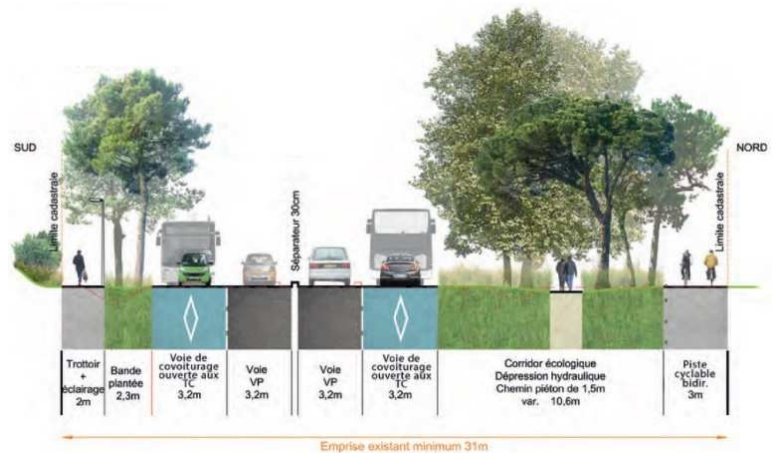 SUD
NORD
Limite cadastrale
Séparateur 30cm
Limite cadastrale
Trottoir
+
éclairage
2m
Bande
plantée
2,3m
Voie de
covoiturage
ouverte aux
TC
3,2m
Voie
VP
3,2m
Voie
VP
3,2m
Voie de
covoiturage
ouverte aux
TC
3,2m
Corridor écologique
Dépression hydraulique
Chemin piéton de 1,5m
var. 10,6m
Piste
cyclable
bidir.
3m
Emprise existant minimum 31m